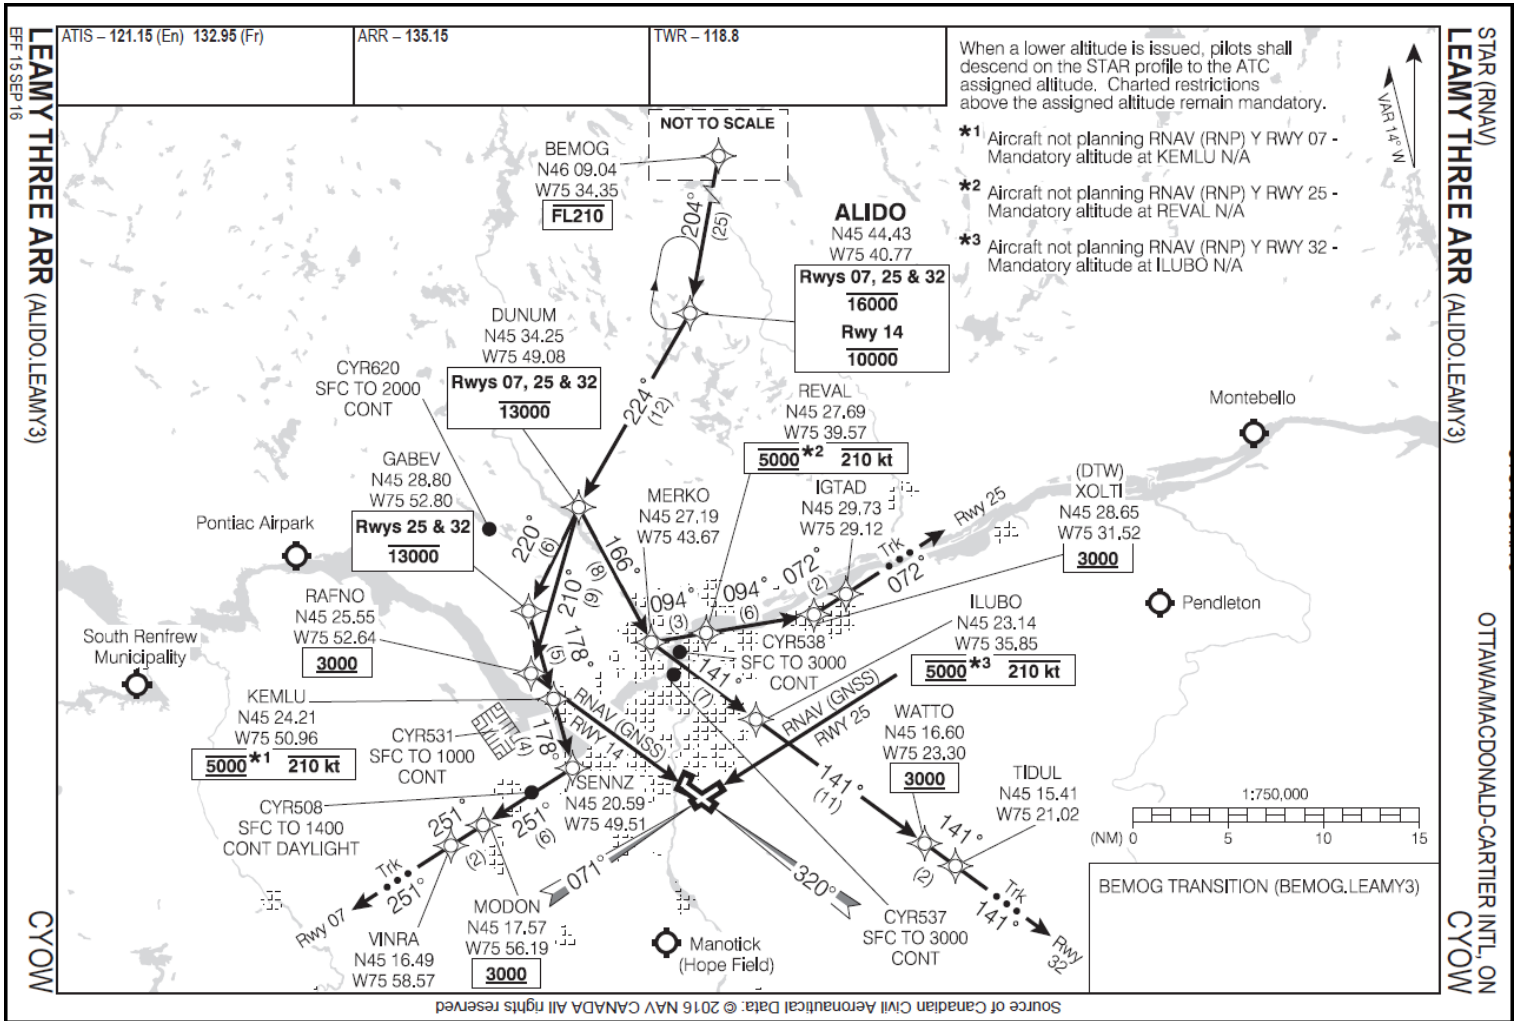 LEAMY THREE ARR (ALIDO.LEAMY3)
EFF 15 SEP 16
CYOW
ATIS – 121.15 (En) 132.95 (Fr)
ARR – 135.15
TWR – 118.8
When a lower altitude is issued, pilots shall
descend on the STAR profile to the ATC
assigned altitude. Charted restrictions
above the assigned altitude remain mandatory.
*1 Aircraft not planning RNAV (RNP) Y RWY 07 -
Mandatory altitude at KEMLU N/A
*2 Aircraft not planning RNAV (RNP) Y RWY 25 -
Mandatory altitude at REVAL N/A
*3 Aircraft not planning RNAV (RNP) Y RWY 32 -
Mandatory altitude at ILUBO N/A
VAR 14° W
STAR (RNAV)
LEAMY THREE ARR (ALIDO.LEAMY3)
OTTAWA/MACDONALD-CARTIER INTL, ON
CYOW
NOT TO SCALE
BEMOG
N46 09.04
W75 34.35
FL210
204°
(25)
ALIDO
N45 44.43
W75 40.77
Rwys 07, 25 & 32
16000
Rwy 14
10000
DUNUM
N45 34.25
W75 49.08
Rwys 07, 25 & 32
13000
224°
(12)
CYR620
SFC TO 2000
CONT
REVAL
N45 27.69
W75 39.57
5000 *2 210 kt
Montebello
GABEV
N45 28.80
W75 52.80
Rwys 25 & 32
13000
MERKO
N45 27.19
W75 43.67
IGTAD
N45 29.73
W75 29.12
(DTW)
XOLTI
N45 28.65
W75 31.52
3000
Rwy 25
Trk
072°
Pontiac Airpark
220°
(6)
210°
(9)
166°
(8)
094°
(3)
094°
(6)
072°
(2)
RAFNO
N45 25.55
W75 52.64
3000
178°
(5)
CYR538
SFC TO 3000
CONT
ILUBO
N45 23.14
W75 35.85
5000 *3 210 kt
Pendleton
South Renfrew
Municipality
KEMLU
N45 24.21
W75 50.96
5000 *1 210 kt
CYR531
SFC TO 1000
CONT
178°
(4)
RNAV (GNSS)
RWY 14
141°
(7)
RNAV (GNSS)
RWY 25
WATTO
N45 16.60
W75 23.30
3000
TIDUL
N45 15.41
W75 21.02
SENNZ
N45 20.59
W75 49.51
CYR508
SFC TO 1400
CONT DAYLIGHT
251°
(6)
251°
(2)
Trk
251°
Rwy 07
141°
(11)
141°
(2)
Trk
141°
Rwy
32
071°
320°
1:750,000
(NM) 0 5 10 15
BEMOG TRANSITION (BEMOG.LEAMY3)
VINRA
N45 16.49
W75 58.57
MODON
N45 17.57
W75 56.19
3000
Manotick
(Hope Field)
CYR537
SFC TO 3000
CONT
Source of Canadian Civil Aeronautical Data: © 2016 NAV CANADA All rights reserved